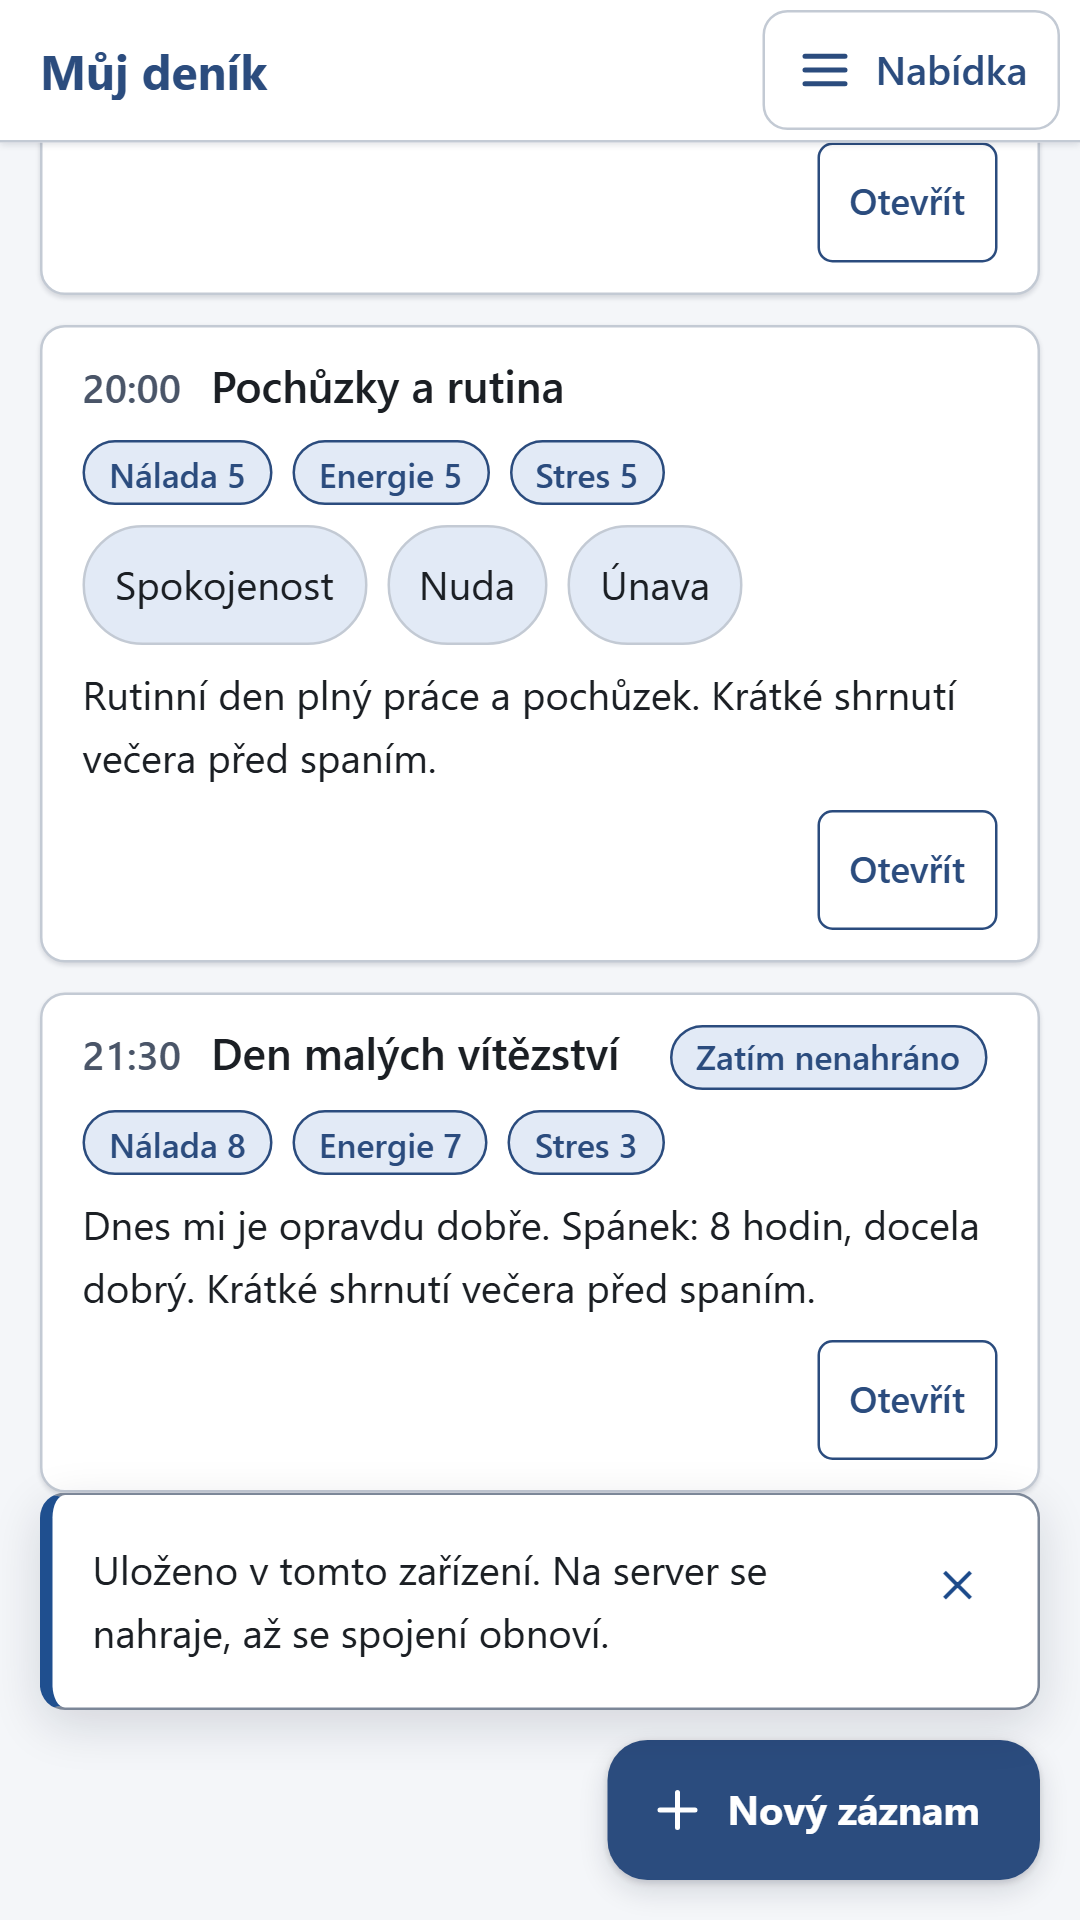 Můj deník
Nabídka
Otevřít
20:00 Pochůzky a rutina
Nálada 5 Energie 5 Stres 5
Spokojenost Nuda Únava
Rutinní den plný práce a pochůzek. Krátké shrnutí
večera před spaním.
Otevřít
21:30 Den malých vítězství Zatím nenahráno
Nálada 8 Energie 7 Stres 3
Dnes mi je opravdu dobře. Spánek: 8 hodin, docela
dobrý. Krátké shrnutí večera před spaním.
Otevřít
Uloženo v tomto zařízení. Na server se
nahraje, až se spojení obnoví.
Nový záznam